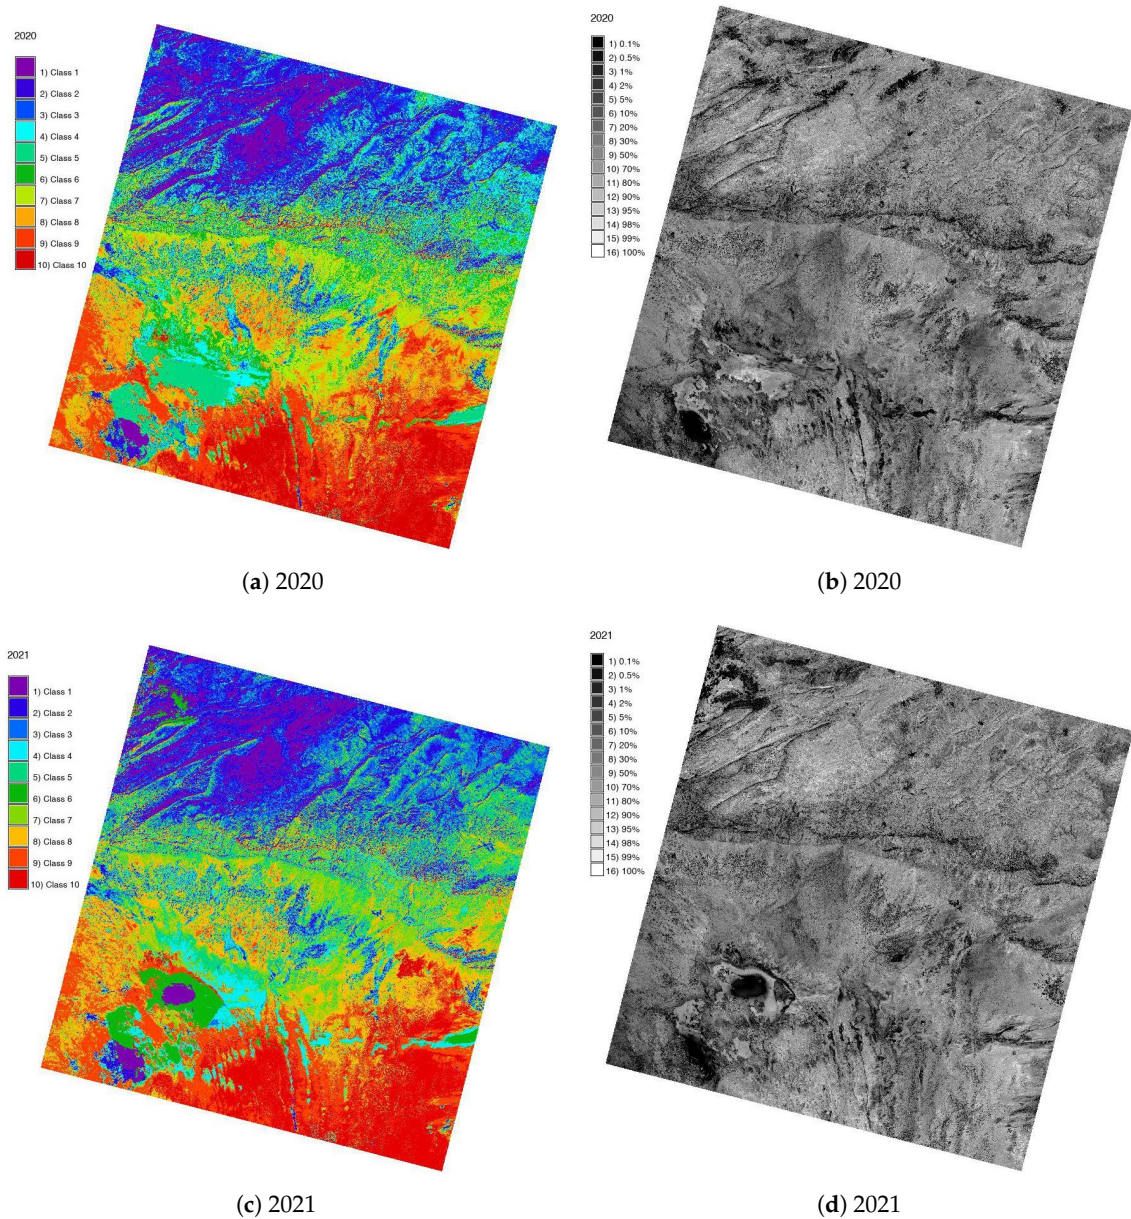 2020
1) Class 1
2) Class 2
3) Class 3
4) Class 4
5) Class 5
6) Class 6
7) Class 7
8) Class 8
9) Class 9
10) Class 10
2020
1) 0.1%
2) 0.5%
3) 1%
4) 2%
5) 5%
6) 10%
7) 20%
8) 30%
9) 50%
10) 70%
11) 80%
12) 90%
13) 95%
14) 98%
15) 99%
16) 100%
(a) 2020
(b) 2020
2021
1) Class 1
2) Class 2
3) Class 3
4) Class 4
5) Class 5
6) Class 6
7) Class 7
8) Class 8
9) Class 9
10) Class 10
2021
1) 0.1%
2) 0.5%
3) 1%
4) 2%
5) 5%
6) 10%
7) 20%
8) 30%
9) 50%
10) 70%
11) 80%
12) 90%
13) 95%
14) 98%
15) 99%
16) 100%
(c) 2021
(d) 2021